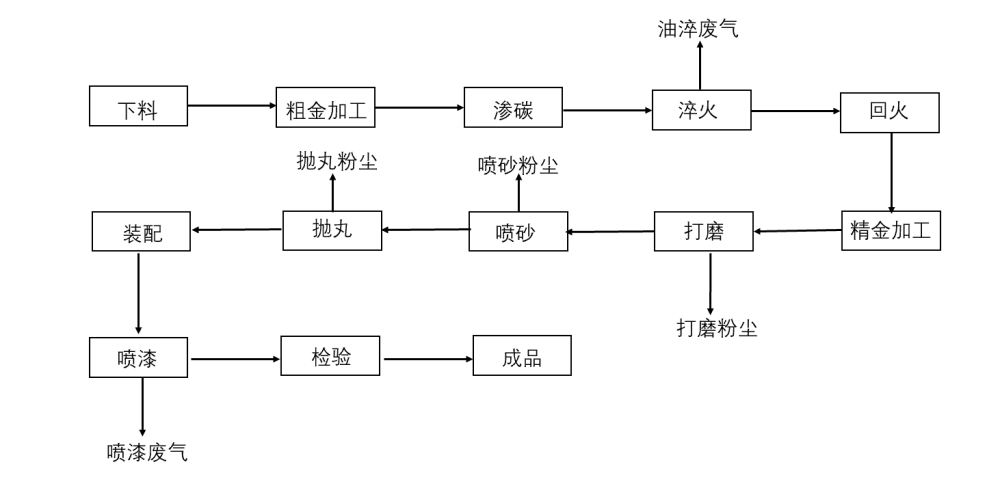 油淬废气
下料
粗金加工
渗碳
淬火
回火
抛丸粉尘
喷砂粉尘
装配
抛丸
喷砂
打磨
精金加工
打磨粉尘
喷漆
检验
成品
喷漆废气